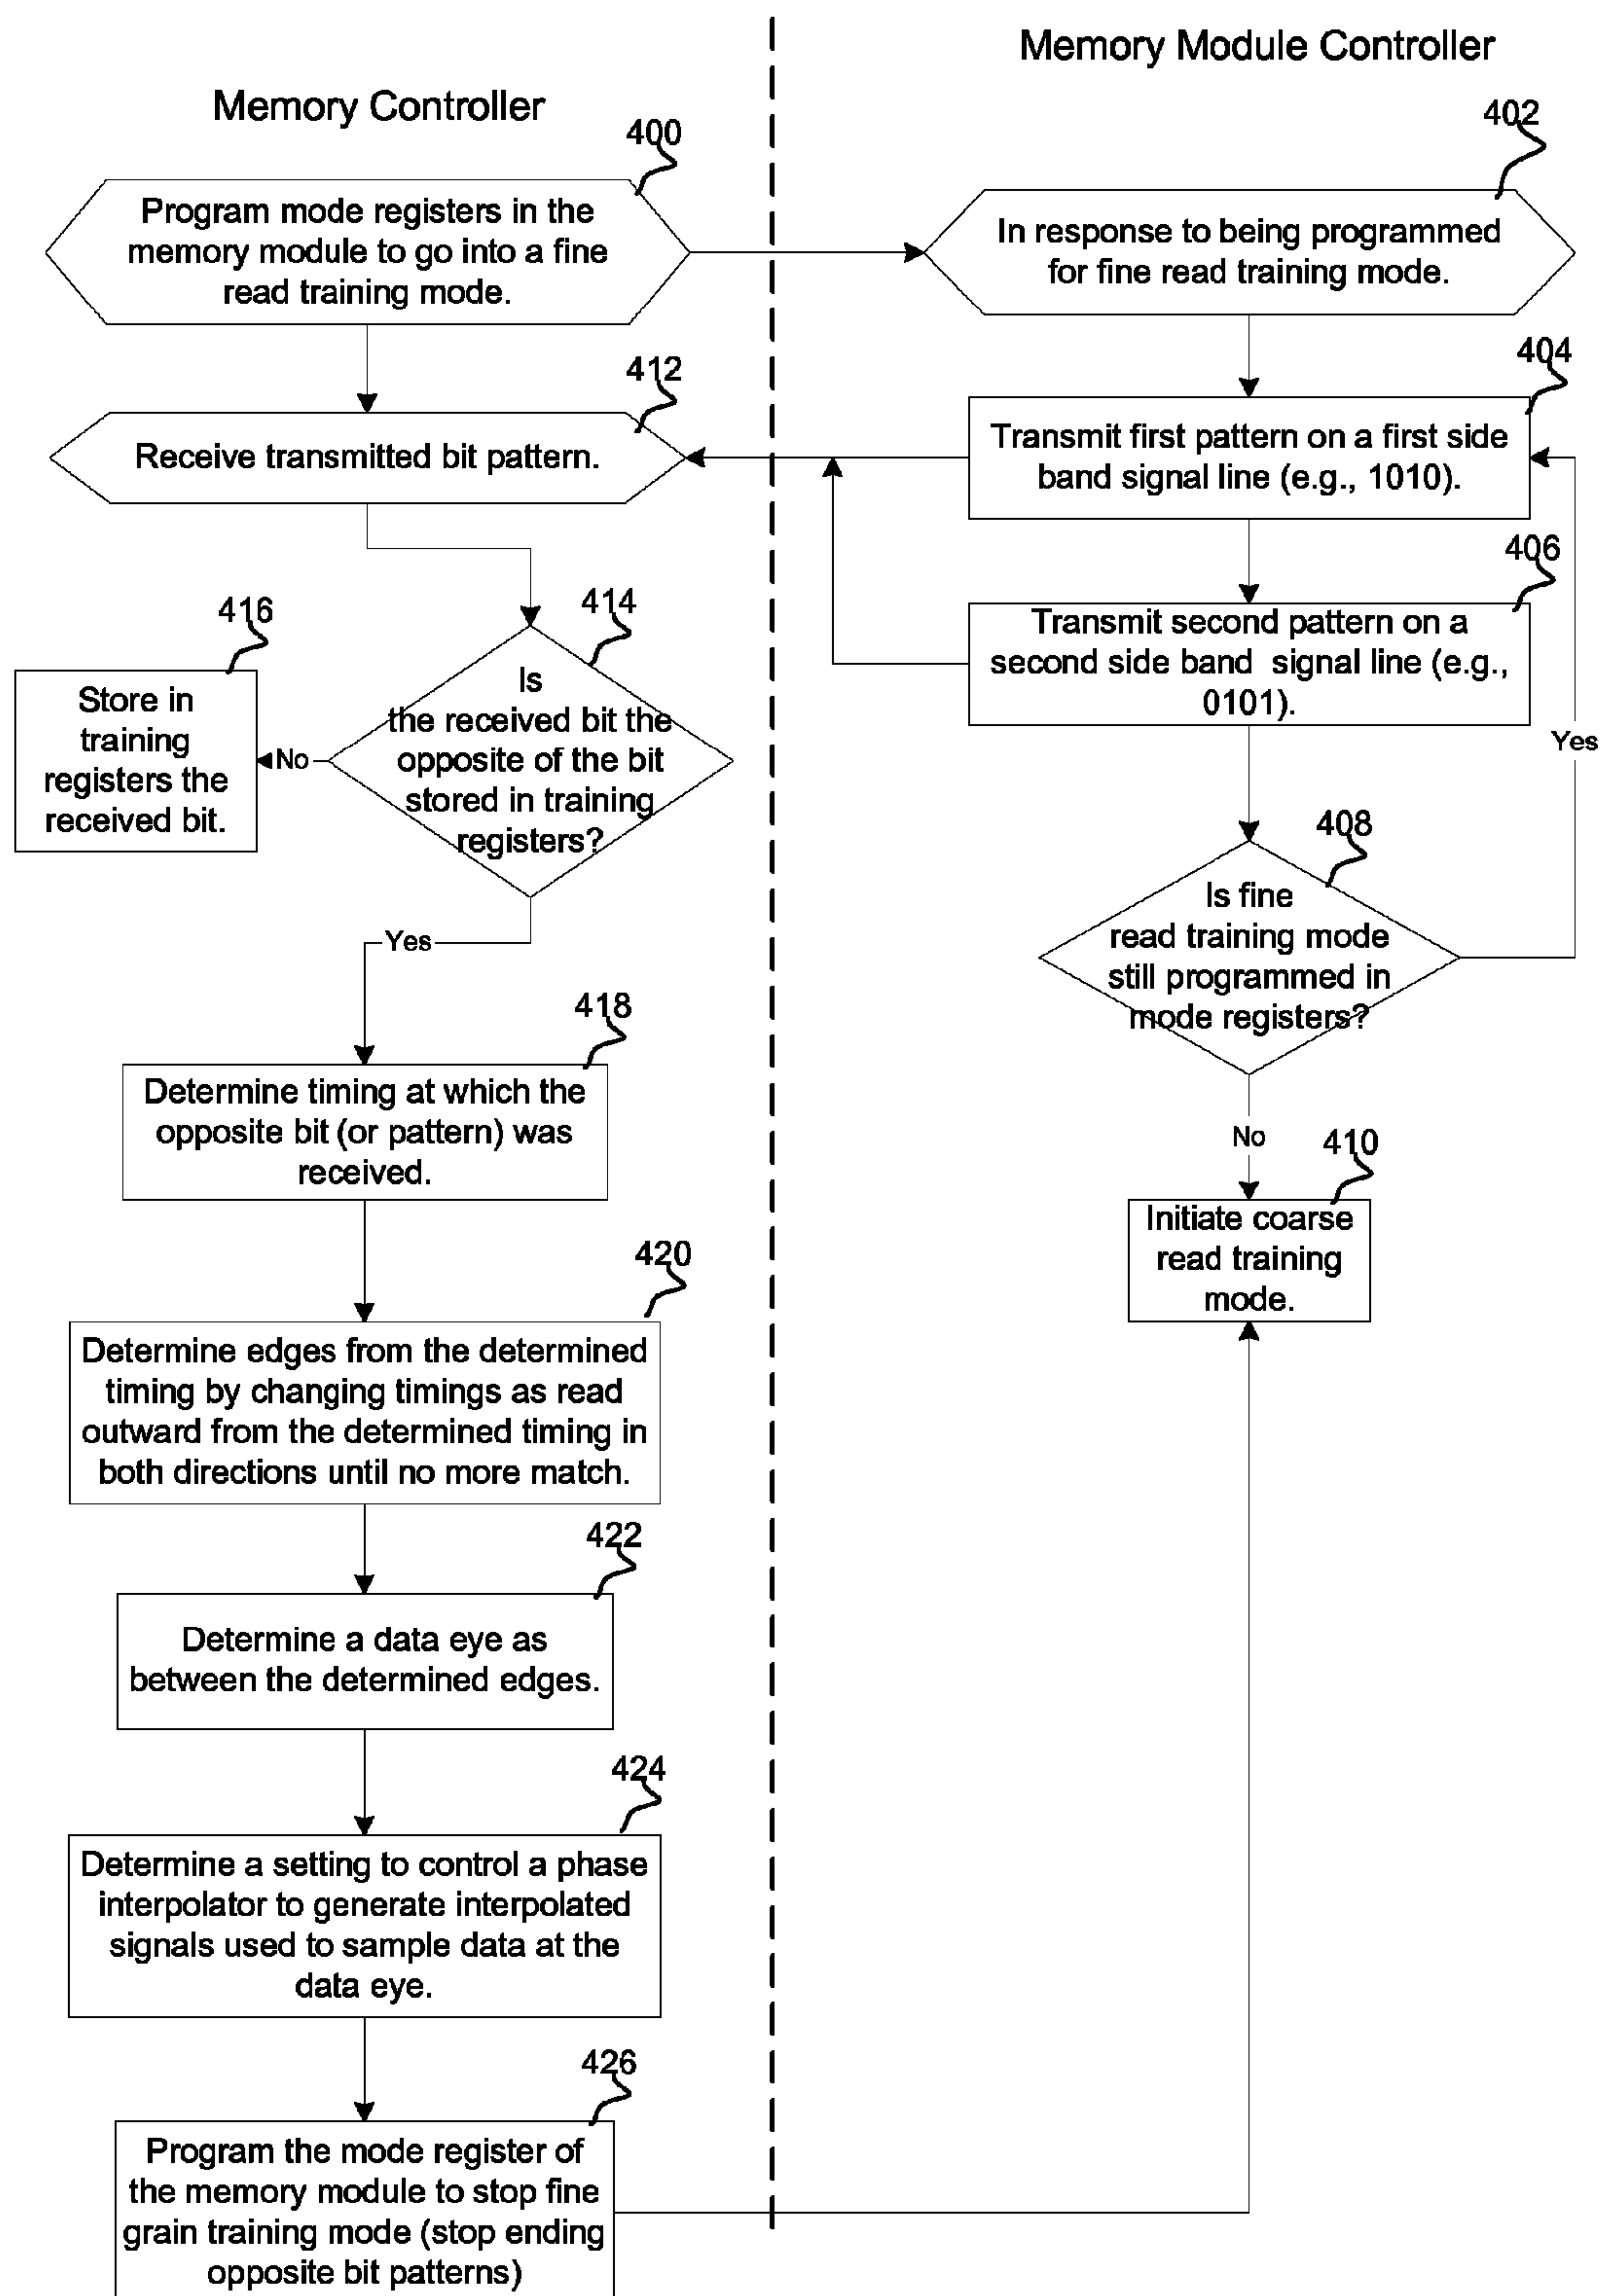 Memory Module Controller
Memory Controller
400
402
Program mode registers in the
memory module to go into a fine
read training mode.
In response to being programmed
for fine read training mode.
412
404
Receive transmitted bit pattern.
Transmit first pattern on a first side
band signal line (e.g., 1010).
406
Transmit second pattern on a
second side band signal line (e.g.,
0101).
Yes
416
414
Store in
training
registers the
received bit.
No
Is
the received bit the
opposite of the bit
stored in training
registers?
Yes
408
Is fine
read training mode
still programmed in
mode registers?
No
410
Initiate coarse
read training
mode.
418
Determine timing at which the
opposite bit (or pattern) was
received.
420
Determine edges from the determined
timing by changing timings as read
outward from the determined timing in
both directions until no more match.
422
Determine a data eye as
between the determined edges.
424
Determine a setting to control a phase
interpolator to generate interpolated
signals used to sample data at the
data eye.
426
Program the mode register of
the memory module to stop fine
grain training mode (stop ending
opposite bit patterns)